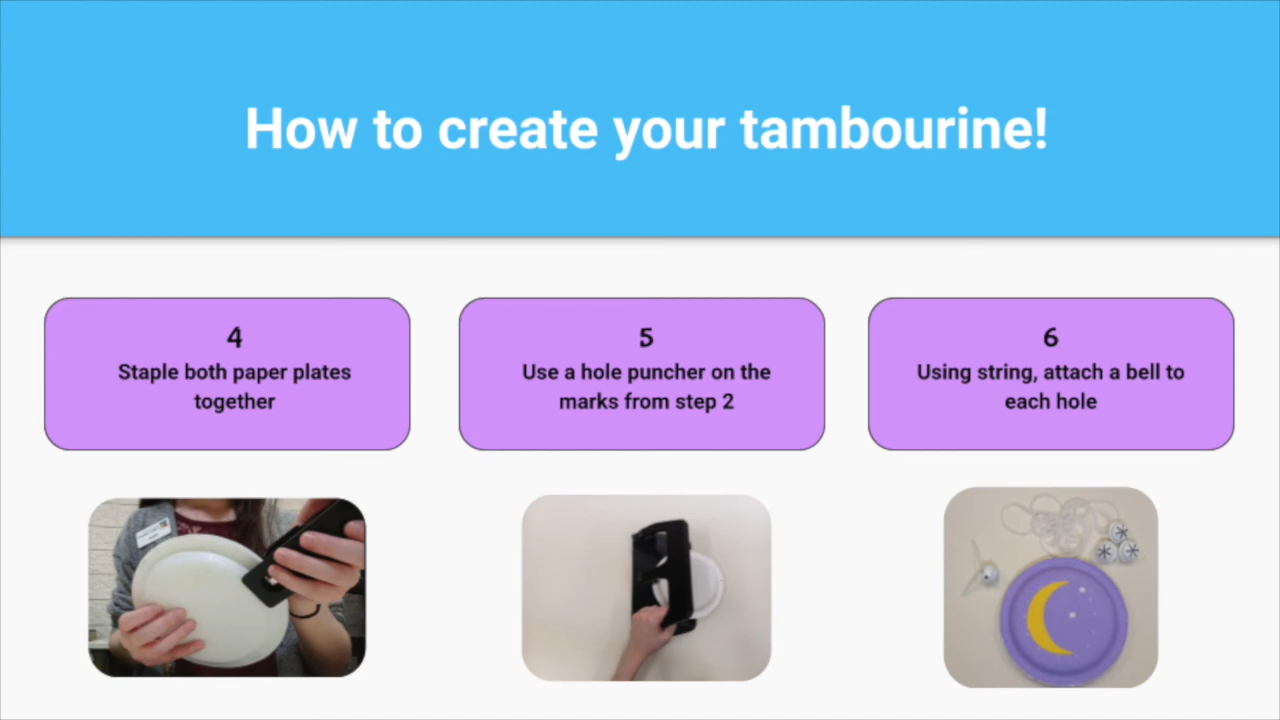 How to create your tambourine!
4
Staple both paper plates
together
5
Use a hole puncher on the
marks from step 2
6
Using string, attach a bell to
each hole